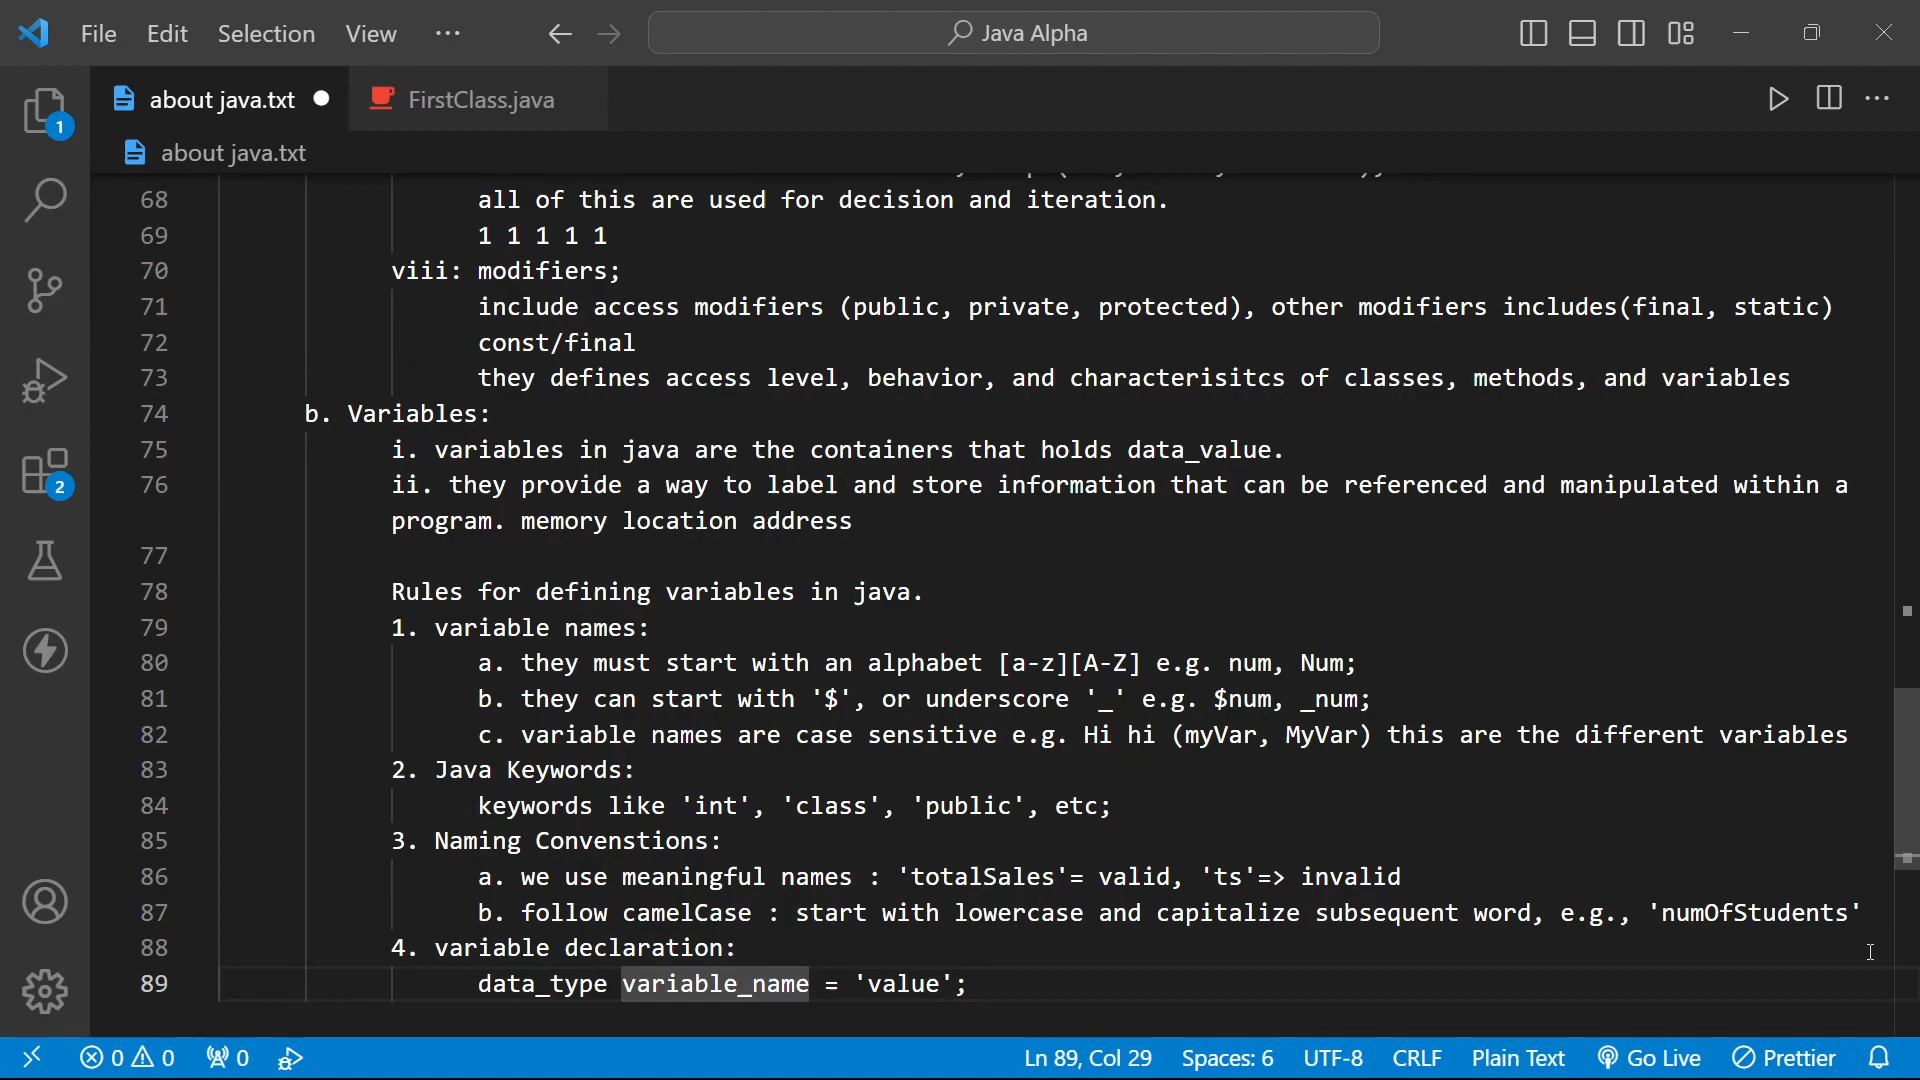 File Edit Selection View ··· Java Alpha
about java.txt FirstClass.java
about java.txt
68 all of this are used for decision and iteration.
69 1 1 1 1 1
70 viii: modifiers;
71 include access modifiers (public, private, protected), other modifiers includes(final, static)
72 const/final
73 they defines access level, behavior, and characterisitcs of classes, methods, and variables
74 b. Variables:
75 i. variables in java are the containers that holds data_value.
76 ii. they provide a way to label and store information that can be referenced and manipulated within a
program. memory location address
77
78 Rules for defining variables in java.
79 1. variable names:
80 a. they must start with an alphabet [a-z][A-Z] e.g. num, Num;
81 b. they can start with '$', or underscore '_' e.g. $num, _num;
82 c. variable names are case sensitive e.g. Hi hi (myVar, MyVar) this are the different variables
83 2. Java Keywords:
84 keywords like 'int', 'class', 'public', etc;
85 3. Naming Convenstions:
86 a. we use meaningful names : 'totalSales'= valid, 'ts'=> invalid
87 b. follow camelCase : start with lowercase and capitalize subsequent word, e.g., 'numOfStudents'
88 4. variable declaration:
89 data_type variable_name = 'value';
1
2
0 0 0 Ln 89, Col 29 Spaces: 6 UTF-8 CRLF Plain Text Go Live Prettier